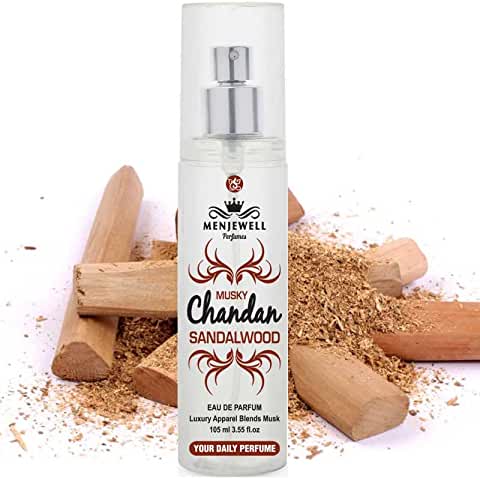 MENJEWELL
Perfumes
MUSKY
Chandan
SANDALWOOD
EAU DE PARFUM
Luxury Apparel Blends Musk
105 ml 3.55 fl.oz
YOUR DAILY PERFUME